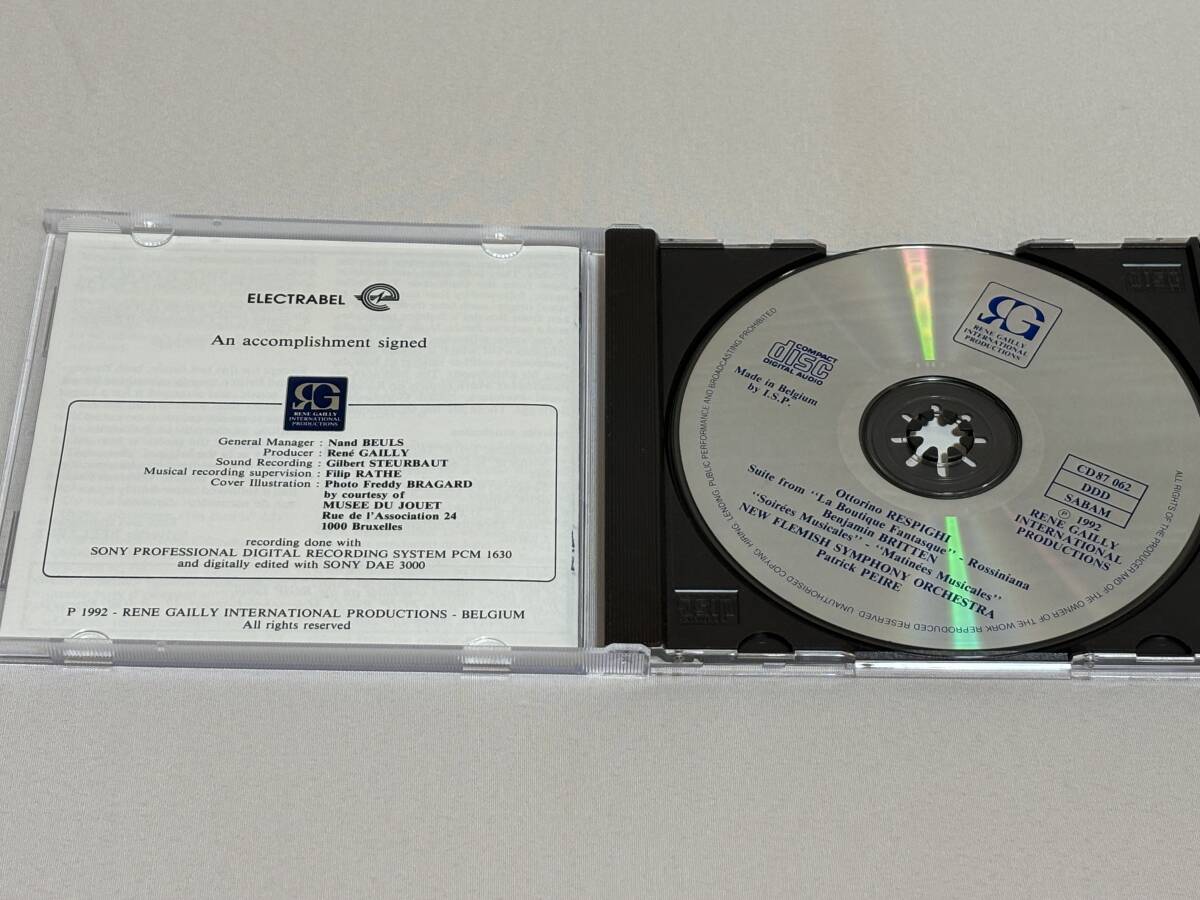 ELECTRABEL
An accomplishment signed
RG
RENE GAILLY
INTERNATIONAL
PRODUCTIONS
General Manager : Nand BEULS
Producer : René GAILLY
Sound Recording : Gilbert STEURBAUT
Musical recording supervision : Filip RATHE
Cover Illustration : Photo Freddy BRAGARD
by courtesy of
MUSEE DU JOUET
Rue de l'Association 24
1000 Bruxelles
recording done with
SONY PROFESSIONAL DIGITAL RECORDING SYSTEM PCM 1630
and digitally edited with SONY DAE 3000
P 1992 - RENE GAILLY INTERNATIONAL PRODUCTIONS - BELGIUM
All rights reserved
RG
RENE GAILLY
INTERNATIONAL
PRODUCTIONS
COMPACT
disc
DIGITAL AUDIO
Made in Belgium
by I.S.P.
CD 87 062
DDD
SABAM
℗ 1992
RENE GAILLY
INTERNATIONAL
PRODUCTIONS
Ottorino RESPIGHI
Suite from "La Boutique Fantasque" - Rossiniana
Benjamin BRITTEN
"Soirées Musicales" - "Matinées Musicales"
NEW FLEMISH SYMPHONY ORCHESTRA
Patrick PEIRE
ALL RIGHTS OF THE PRODUCER AND OF THE OWNER OF THE WORK REPRODUCED RESERVED. UNAUTHORISED COPYING, HIRING, LENDING, PUBLIC PERFORMANCE AND BROADCASTING PROHIBITED